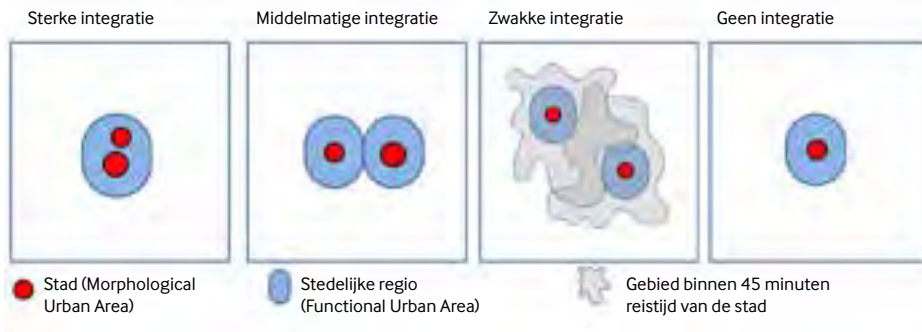 Sterke integratie
Middelmatige integratie
Zwakke integratie
Geen integratie
Stad (Morphological
Urban Area)
Stedelijke regio
(Functional Urban Area)
Gebied binnen 45 minuten
reistijd van de stad